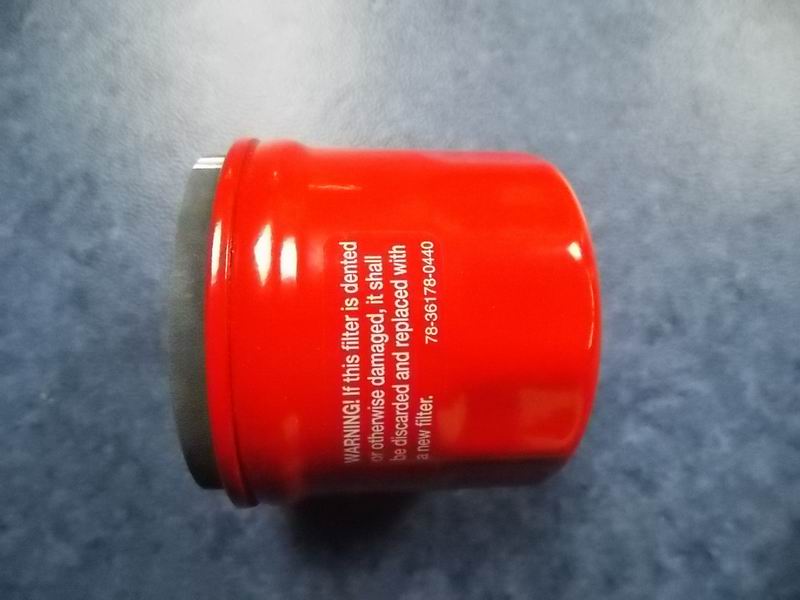 WARNING! If this filter is dented
or otherwise damaged, it shall
be discarded and replaced with
a new filter.
78-36178-0440